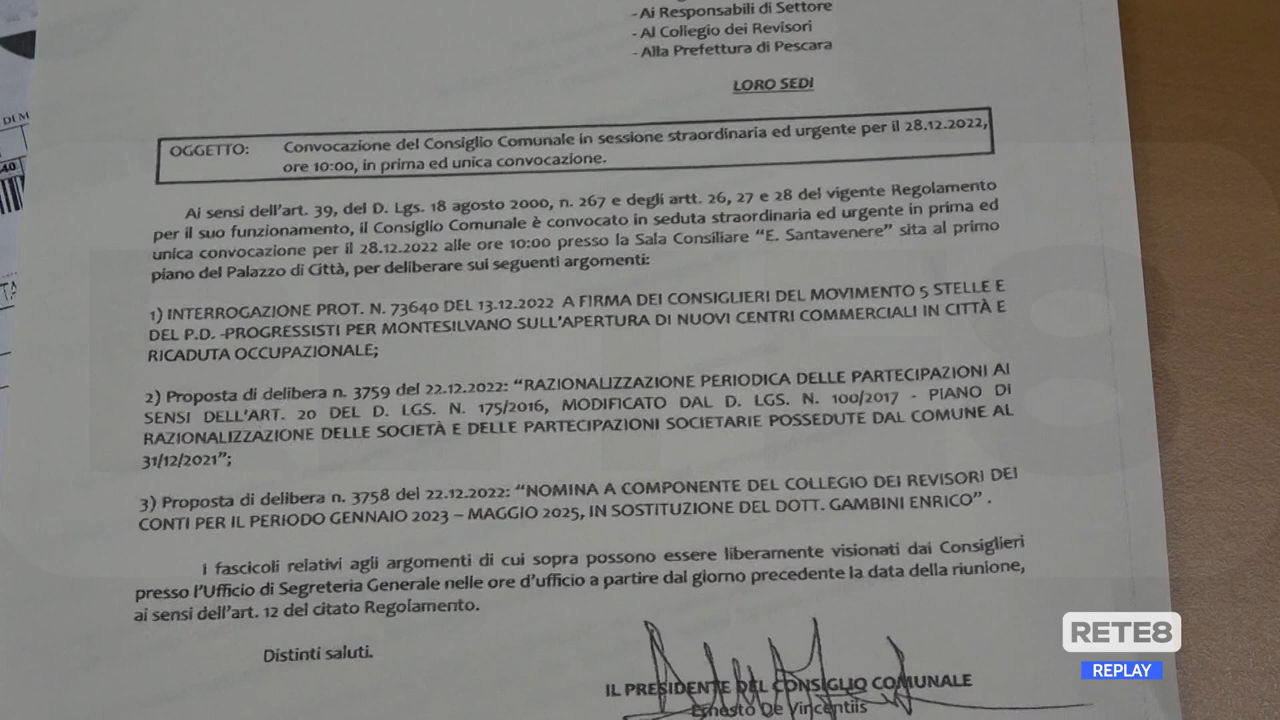 - Ai Responsabili di Settore
- Al Collegio dei Revisori
- Alla Prefettura di Pescara
LORO SEDI
OGGETTO: Convocazione del Consiglio Comunale in sessione straordinaria ed urgente per il 28.12.2022,
ore 10:00, in prima ed unica convocazione.
Ai sensi dell'art. 39, del D. Lgs. 18 agosto 2000, n. 267 e degli artt. 26, 27 e 28 del vigente Regolamento
per il suo funzionamento, il Consiglio Comunale è convocato in seduta straordinaria ed urgente in prima ed
unica convocazione per il 28.12.2022 alle ore 10:00 presso la Sala Consiliare "E. Santavenere" sita al primo
piano del Palazzo di Città, per deliberare sui seguenti argomenti:
1) INTERROGAZIONE PROT. N. 73640 DEL 13.12.2022 A FIRMA DEI CONSIGLIERI DEL MOVIMENTO 5 STELLE E
DEL P.D. -PROGRESSISTI PER MONTESILVANO SULL'APERTURA DI NUOVI CENTRI COMMERCIALI IN CITTÀ E
RICADUTA OCCUPAZIONALE;
2) Proposta di delibera n. 3759 del 22.12.2022: "RAZIONALIZZAZIONE PERIODICA DELLE PARTECIPAZIONI AI
SENSI DELL'ART. 20 DEL D. LGS. N. 175/2016, MODIFICATO DAL D. LGS. N. 100/2017 - PIANO DI
RAZIONALIZZAZIONE DELLE SOCIETÀ E DELLE PARTECIPAZIONI SOCIETARIE POSSEDUTE DAL COMUNE AL
31/12/2021";
3) Proposta di delibera n. 3758 del 22.12.2022: "NOMINA A COMPONENTE DEL COLLEGIO DEI REVISORI DEI
CONTI PER IL PERIODO GENNAIO 2023 – MAGGIO 2025, IN SOSTITUZIONE DEL DOTT. GAMBINI ENRICO" .
I fascicoli relativi agli argomenti di cui sopra possono essere liberamente visionati dai Consiglieri
presso l'Ufficio di Segreteria Generale nelle ore d'ufficio a partire dal giorno precedente la data della riunione,
ai sensi dell'art. 12 del citato Regolamento.
Distinti saluti.
IL PRESIDENTE DEL CONSIGLIO COMUNALE
Ernesto De Vincentiis
RETE8
REPLAY